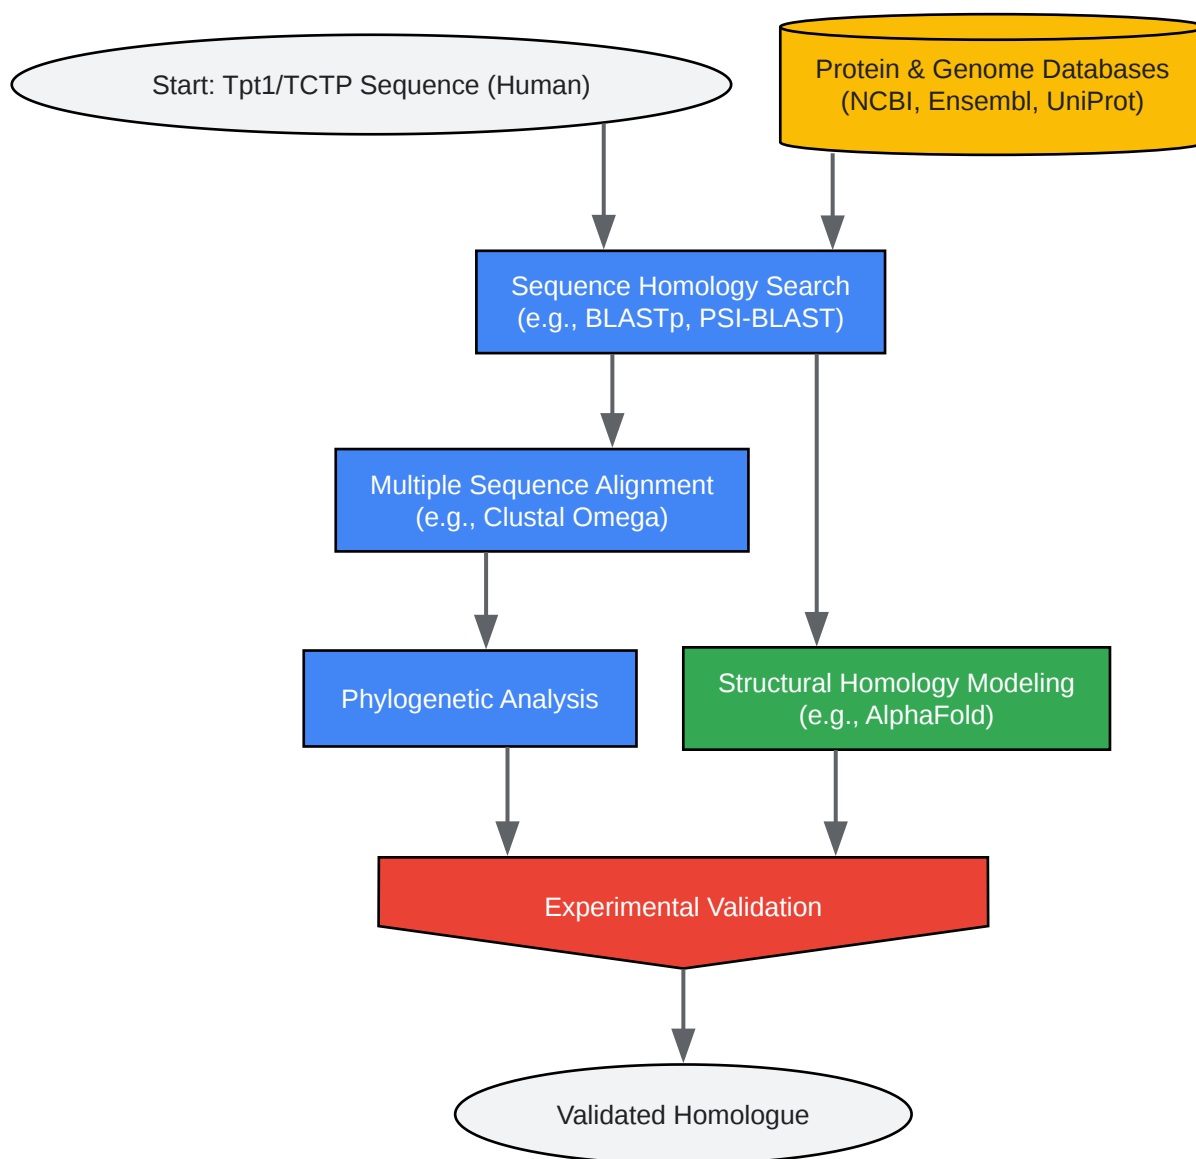 Start: Tpt1/TCTP Sequence (Human)
Protein & Genome Databases
(NCBI, Ensembl, UniProt)
Sequence Homology Search
(e.g., BLASTp, PSI-BLAST)
Multiple Sequence Alignment
(e.g., Clustal Omega)
Phylogenetic Analysis
Structural Homology Modeling
(e.g., AlphaFold)
Experimental Validation
Validated Homologue